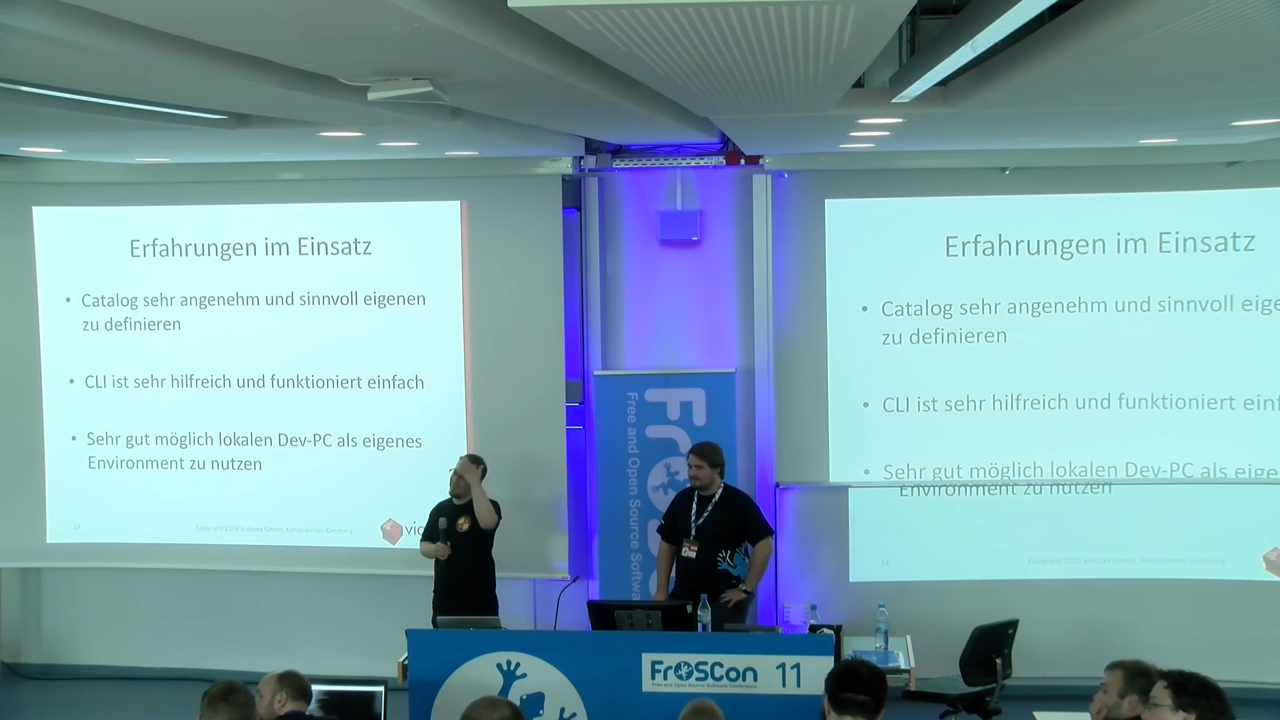 Erfahrungen im Einsatz
• Catalog sehr angenehm und sinnvoll eigenen
zu definieren
• CLI ist sehr hilfreich und funktioniert einfach
• Sehr gut möglich lokalen Dev-PC als eigenes
Environment zu nutzen
vio
FrOS
Free and Open Source Softwa
Erfahrungen im Einsatz
• Catalog sehr angenehm und sinnvoll eige
zu definieren
• CLI ist sehr hilfreich und funktioniert einf
• Sehr gut möglich lokalen Dev-PC als eige
Environment zu nutzen
FrOSCon 11
Free and Open Source Software Conference